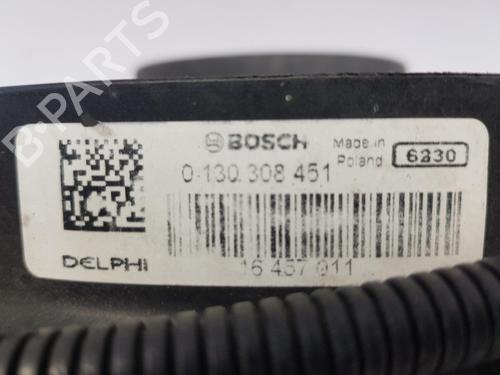 B-PARTS
BOSCH
Made in
Poland
6230
0 130 308 451
DELPHI
16 457 011